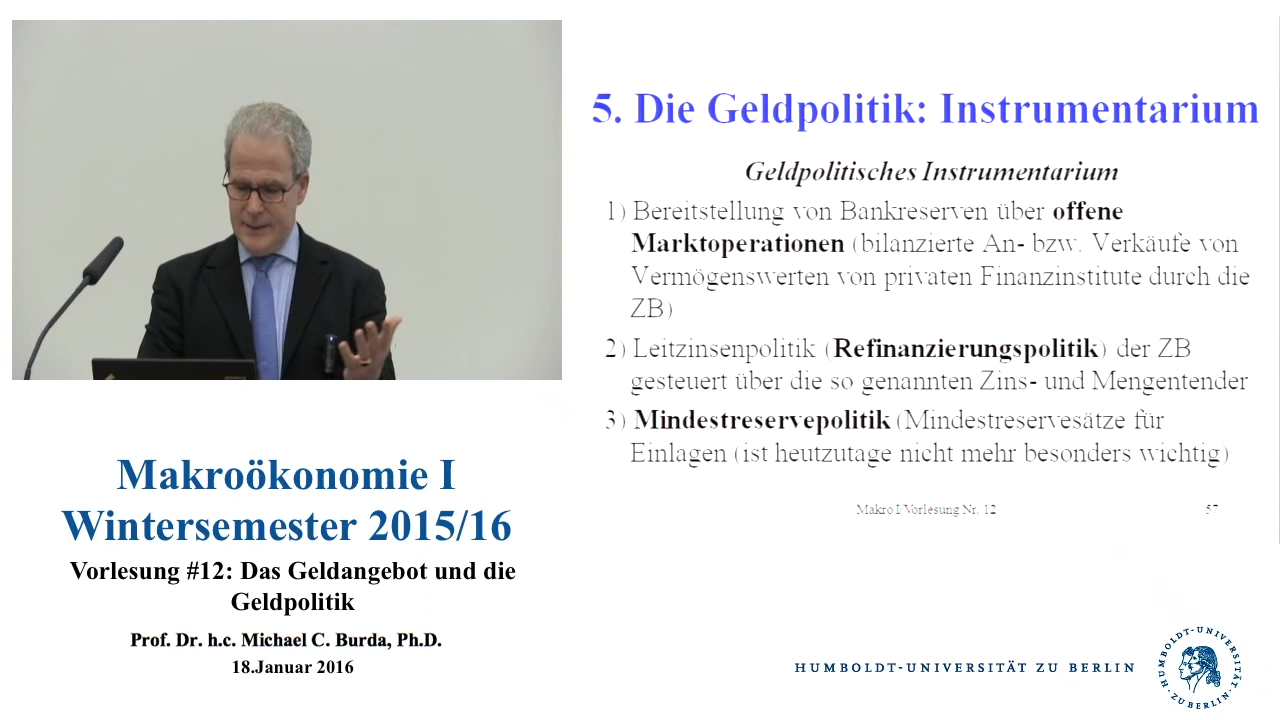 5. Die Geldpolitik: Instrumentarium
Geldpolitisches Instrumentarium
1) Bereitstellung von Bankreserven über offene
Marktoperationen (bilanzierte An- bzw. Verkäufe von
Vermögenswerten von privaten Finanzinstitute durch die
ZB)
2) Leitzinsenpolitik (Refinanzierungspolitik) der ZB
gesteuert über die so genannten Zins- und Mengentender
3) Mindestreservepolitik (Mindestreservesätze für
Einlagen (ist heutzutage nicht mehr besonders wichtig)
Makro I Vorlesung Nr. 12
57
Makroökonomie I
Wintersemester 2015/16
Vorlesung #12: Das Geldangebot und die
Geldpolitik
Prof. Dr. h.c. Michael C. Burda, Ph.D.
18.Januar 2016
HUMBOLDT-UNIVERSITÄT ZU BERLIN
HUMBOLDT-UNIVERSITÄT
ZU BERLIN